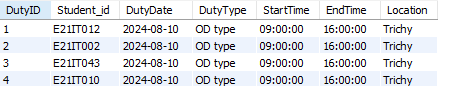 DutyID Student_id DutyDate DutyType StartTime EndTime Location
1 E21IT012 2024-08-10 OD type 09:00:00 16:00:00 Trichy
2 E21IT002 2024-08-10 OD type 09:00:00 16:00:00 Trichy
3 E21IT043 2024-08-10 OD type 09:00:00 16:00:00 Trichy
4 E21IT010 2024-08-10 OD type 09:00:00 16:00:00 Trichy